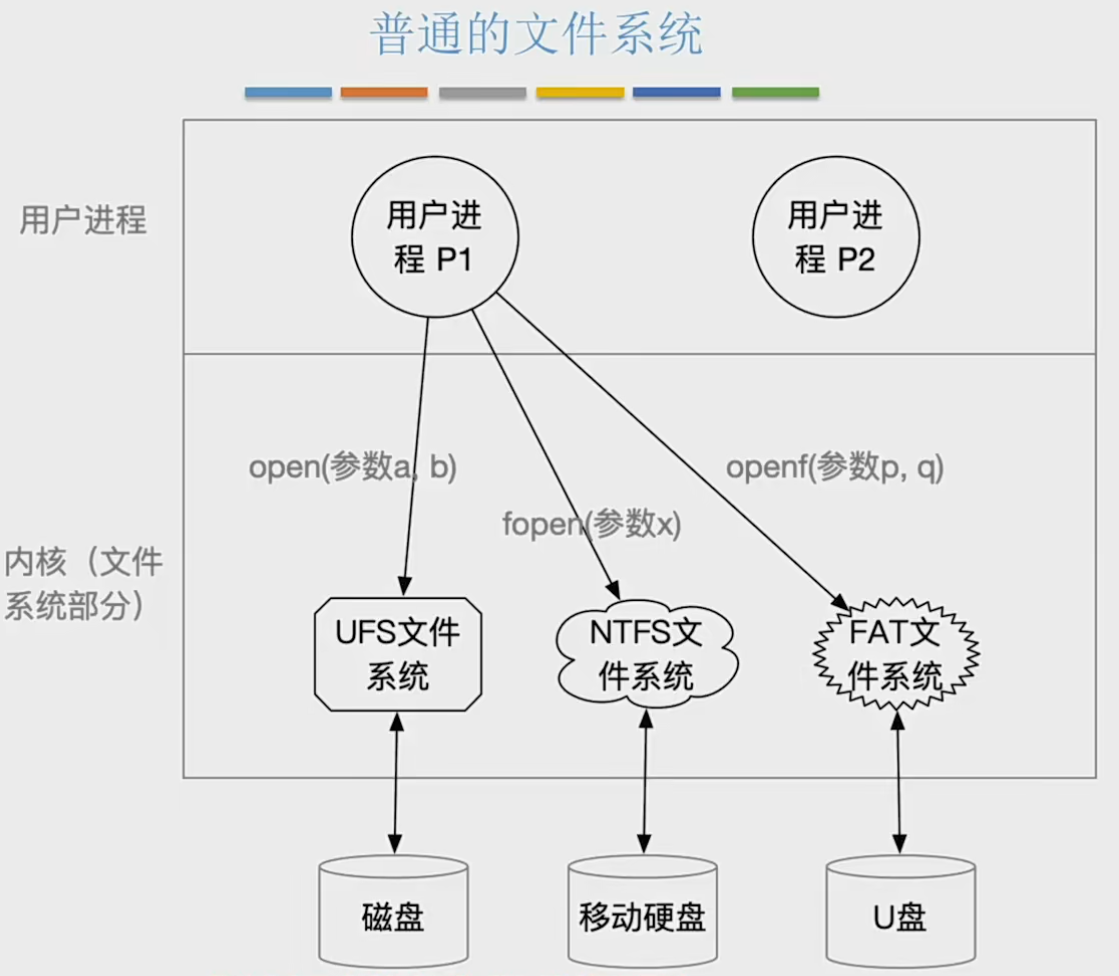 普通的文件系统
用户进程
用户进
程 P1
用户进
程 P2
open(参数a, b)
openf(参数p, q)
fopen(参数x)
内核（文件
系统部分）
UFS文件
系统
NTFS文
件系统
FAT文
件系统
磁盘
移动硬盘
U盘